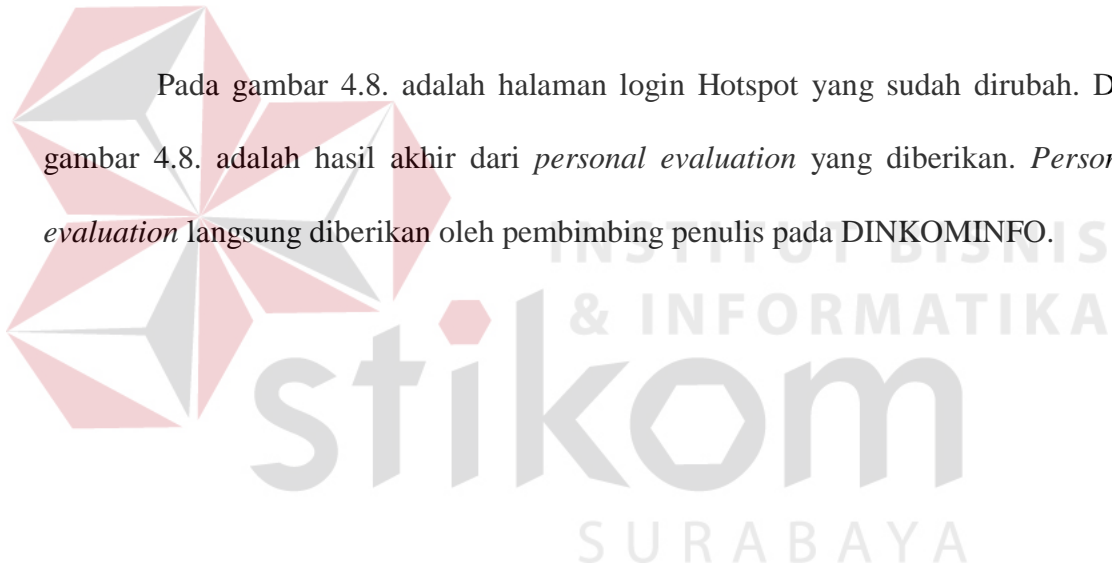 Pada gambar 4.8. adalah halaman login Hotspot yang sudah dirubah. D
gambar 4.8. adalah hasil akhir dari personal evaluation yang diberikan. Person
evaluation langsung diberikan oleh pembimbing penulis pada DINKOMINFO.
INSTITUT BISNIS
& INFORMATIKA
stikom
SURABAYA